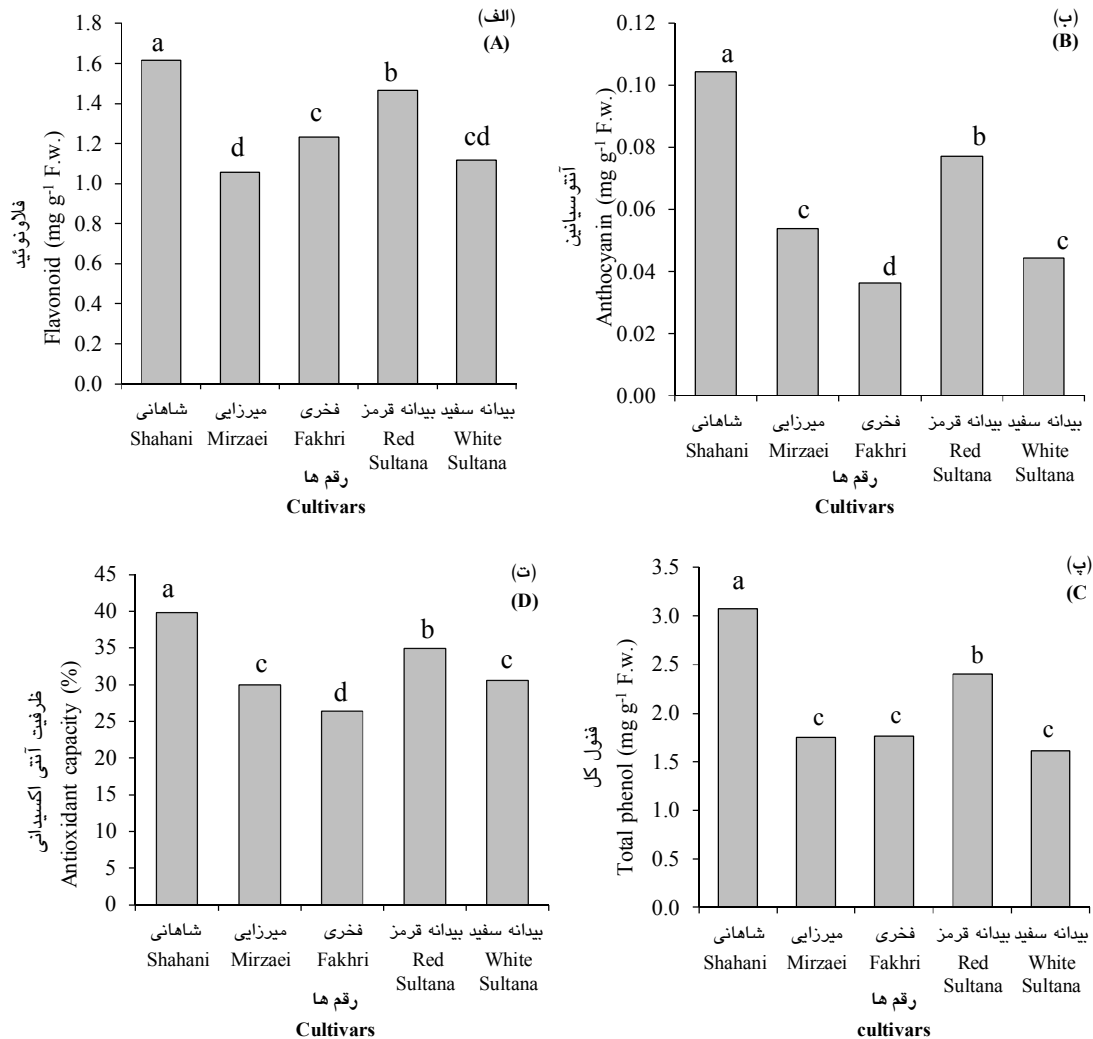 (الف)
(A)
فلاونوئید
Flavonoid (mg g-1 F.w.)
1.8
1.6
1.4
1.2
1.0
0.8
0.6
0.4
0.2
0.0
a
d
c
b
cd
شاهانی میرزایی فخری بیدانه قرمز بیدانه سفید
Shahani Mirzaei Fakhri Red Sultana White Sultana
رقم ها
Cultivars
(ب)
(B)
آنتوسیانین
Anthocyanin (mg g-1 F.w.)
0.12
0.10
0.08
0.06
0.04
0.02
0.00
a
c
d
b
c
شاهانی میرزایی فخری بیدانه قرمز بیدانه سفید
Shahani Mirzaei Fakhri Red Sultana White Sultana
رقم ها
Cultivars
(ت)
(D)
ظرفیت آنتی اکسیدانی
Antioxidant capacity (%)
45
40
35
30
25
20
15
10
5
0
a
c
d
b
c
شاهانی میرزایی فخری بیدانه قرمز بیدانه سفید
Shahani Mirzaei Fakhri Red Sultana White Sultana
رقم ها
Cultivars
(پ)
(C
فنول کل
Total phenol (mg g-1 F.w.)
3.5
3.0
2.5
2.0
1.5
1.0
0.5
0.0
a
c
c
b
c
شاهانی میرزایی فخری بیدانه قرمز بیدانه سفید
Shahani Mirzaei Fakhri Red Sultana White Sultana
رقم ها
cultivars